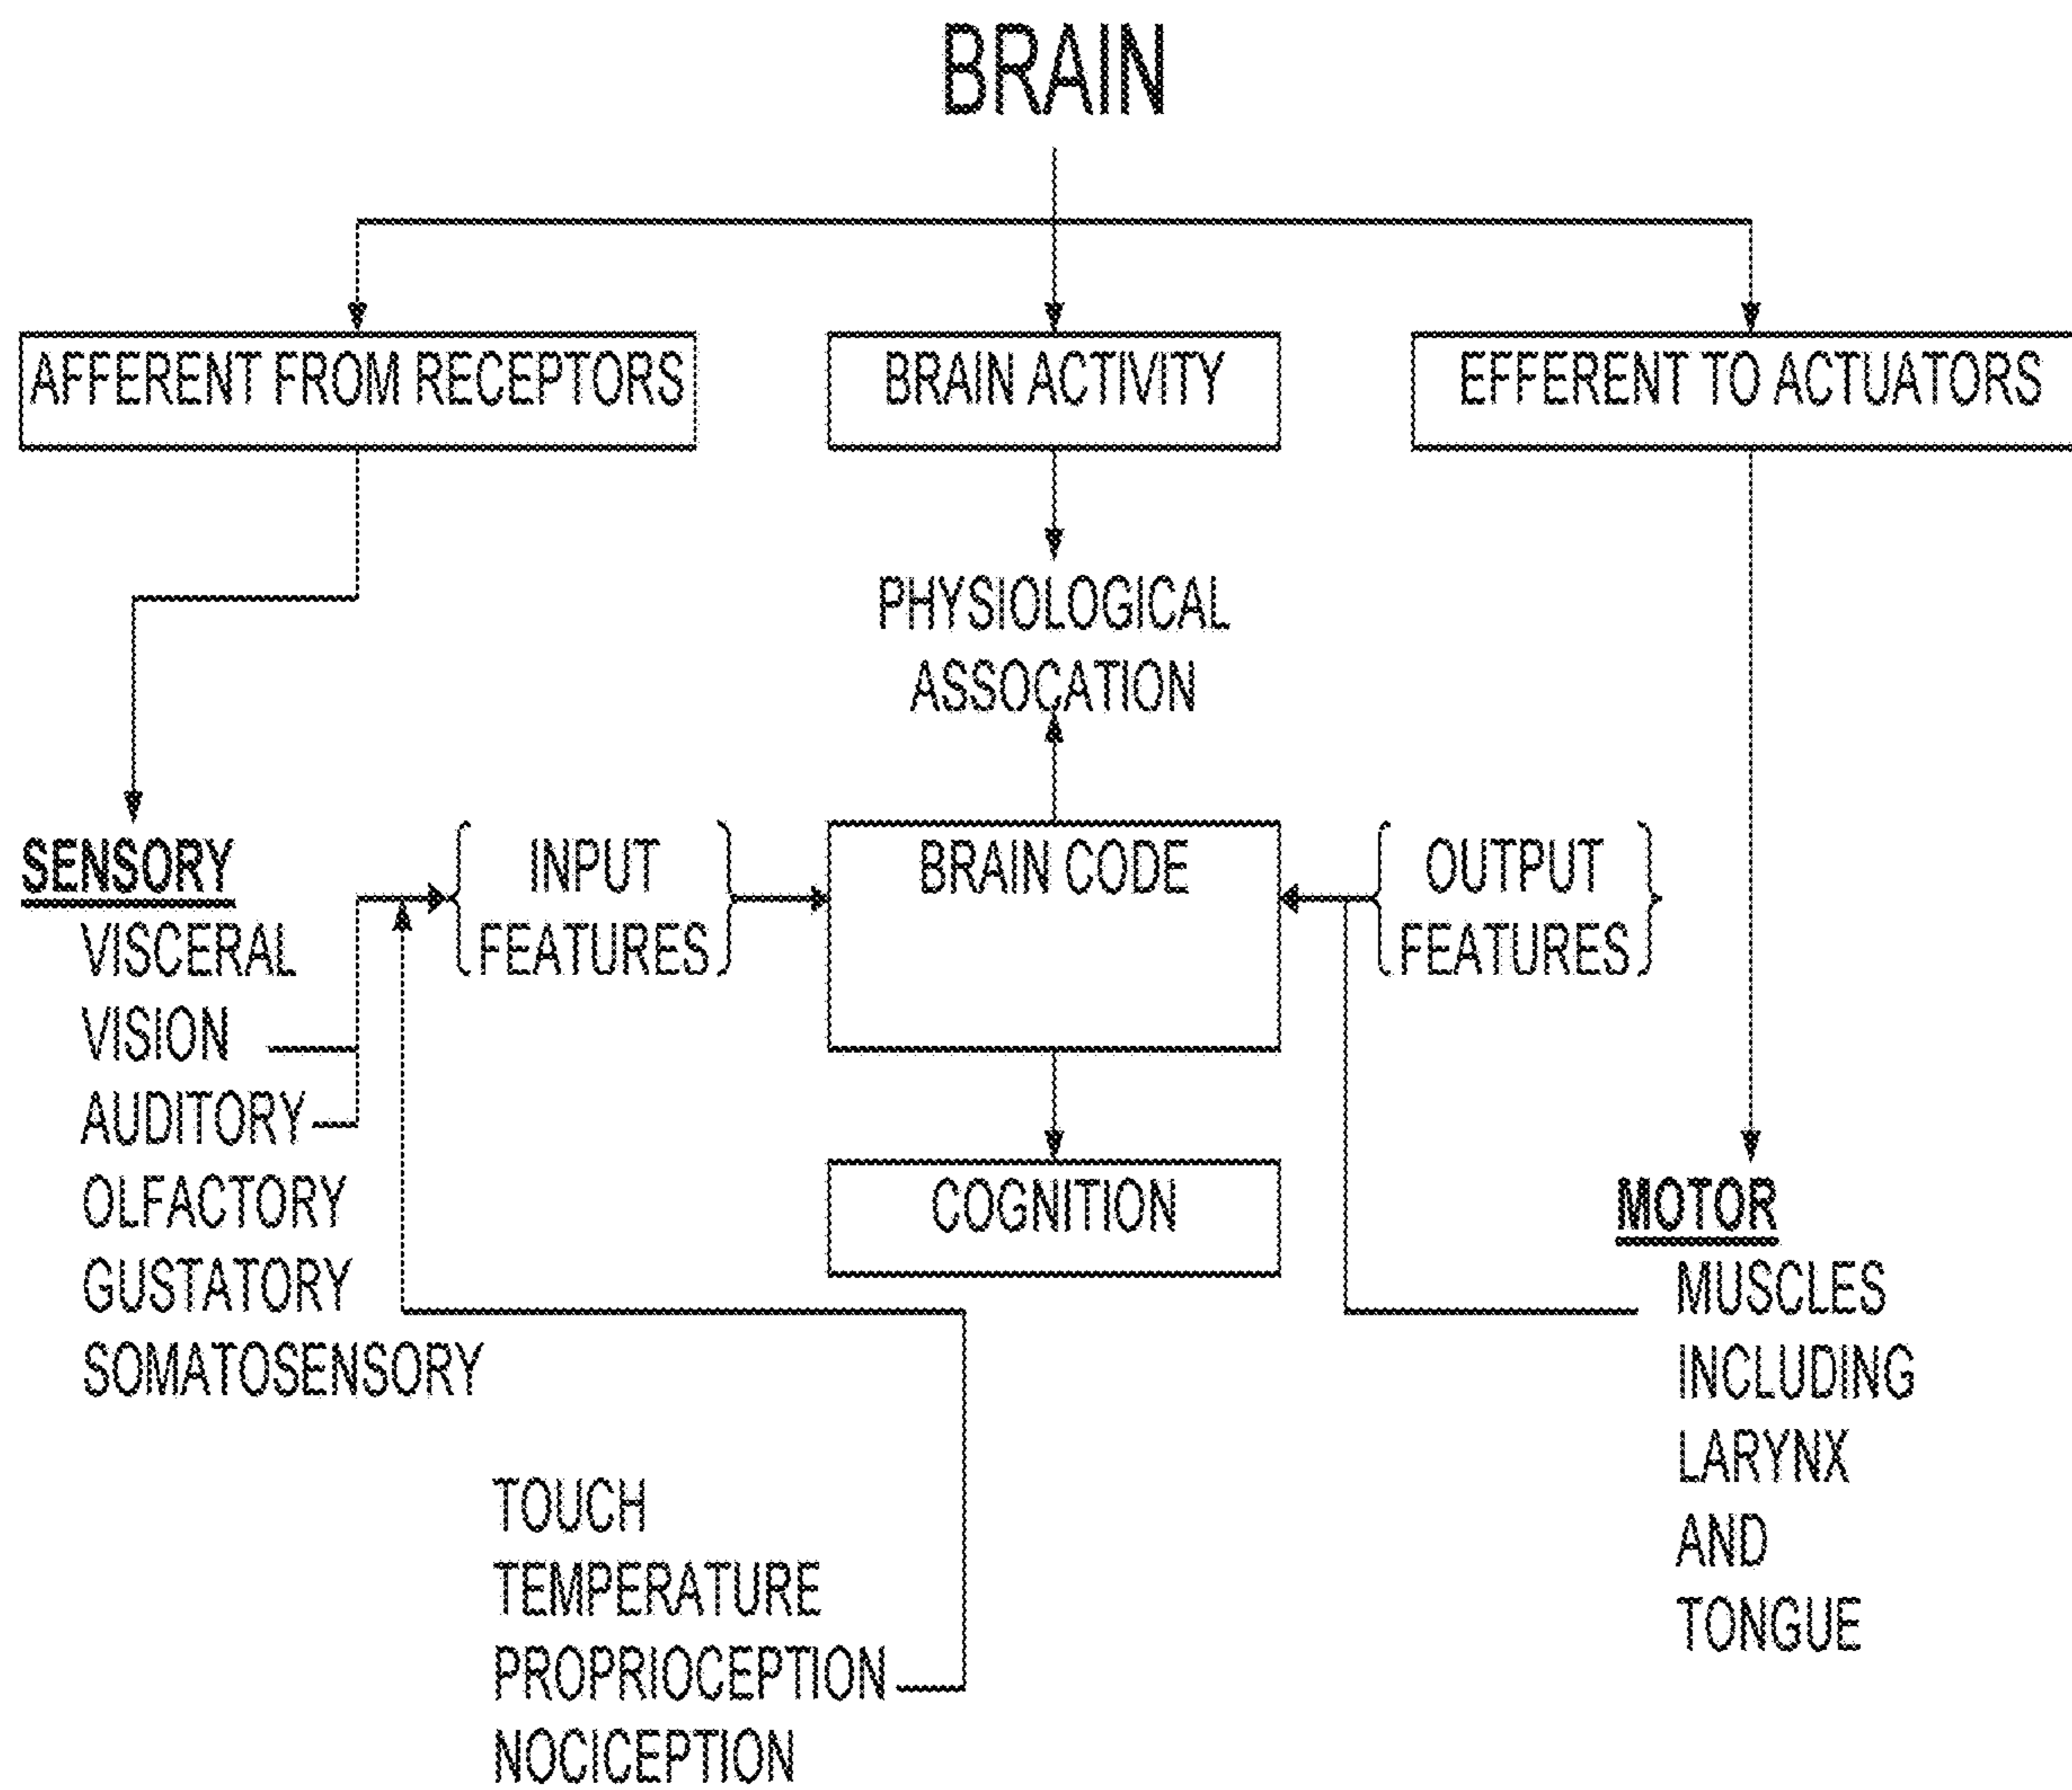 BRAIN
AFFERENT FROM RECEPTORS
BRAIN ACTIVITY
EFFERENT TO ACTUATORS
PHYSIOLOGICAL
ASSOCATION
SENSORY
VISCERAL
VISION
AUDITORY
OLFACTORY
GUSTATORY
SOMATOSENSORY
TOUCH
TEMPERATURE
PROPRIOCEPTION
NOCICEPTION
INPUT
FEATURES
BRAIN CODE
COGNITION
OUTPUT
FEATURES
MOTOR
MUSCLES
INCLUDING
LARYNX
AND
TONGUE